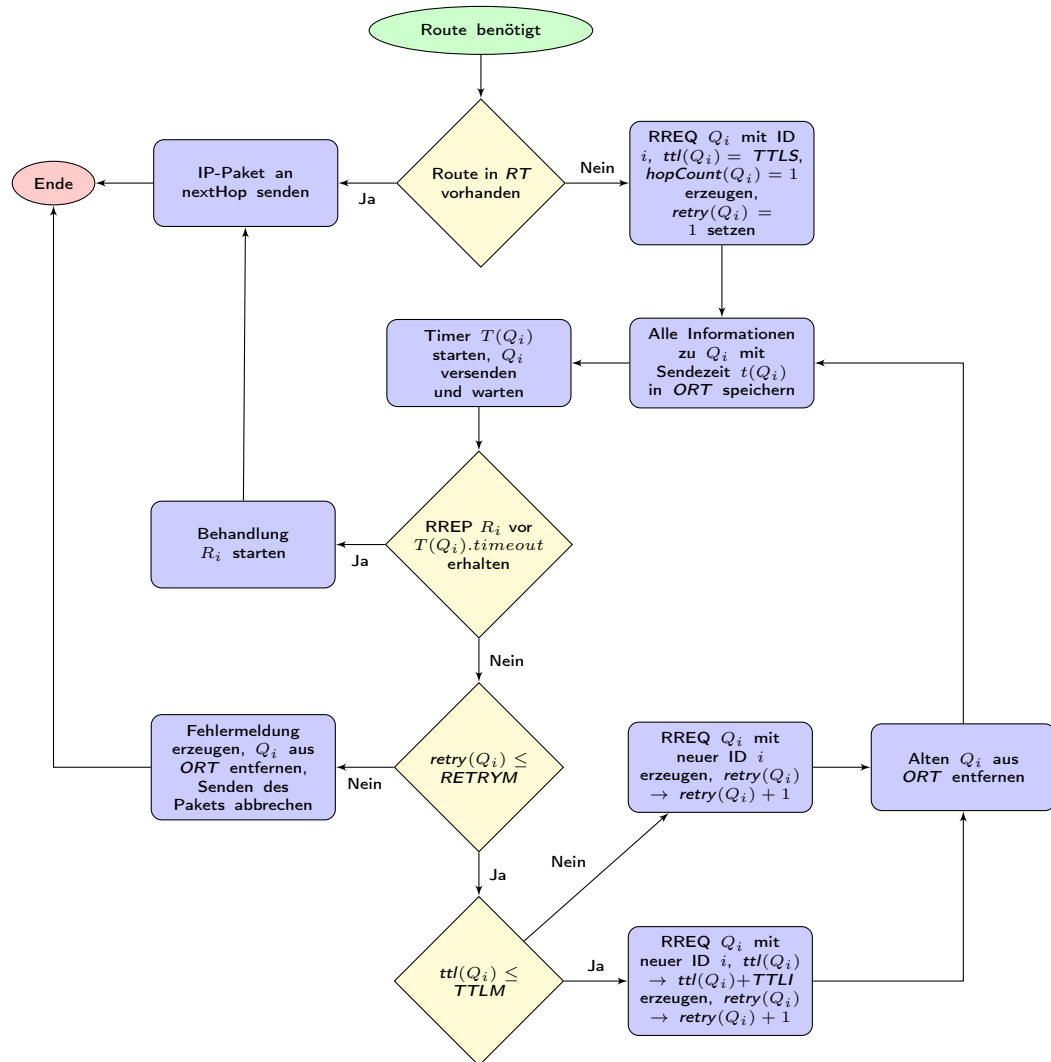 Route benötigt
IP-Paket an
nextHop senden
Ende
Ja
Route in RT
vorhanden
Nein
RREQ Q_i mit ID
i, ttl(Q_i) = TTLS,
hopCount(Q_i) = 1
erzeugen,
retry(Q_i) =
1 setzen
Timer T(Q_i)
starten, Q_i
versenden
und warten
Alle Informationen
zu Q_i mit
Sendezeit t(Q_i)
in ORT speichern
Behandlung
R_i starten
Ja
RREP R_i vor
T(Q_i).timeout
erhalten
Nein
Fehlermeldung
erzeugen, Q_i aus
ORT entfernen,
Senden des
Pakets abbrechen
Nein
retry(Q_i) ≤
RETRYM
RREQ Q_i mit
neuer ID i
erzeugen, retry(Q_i)
→ retry(Q_i) + 1
Alten Q_i aus
ORT entfernen
Ja
Nein
ttl(Q_i) ≤
TTLM
Ja
RREQ Q_i mit
neuer ID i, ttl(Q_i)
→ ttl(Q_i)+TTLI
erzeugen, retry(Q_i)
→ retry(Q_i) + 1